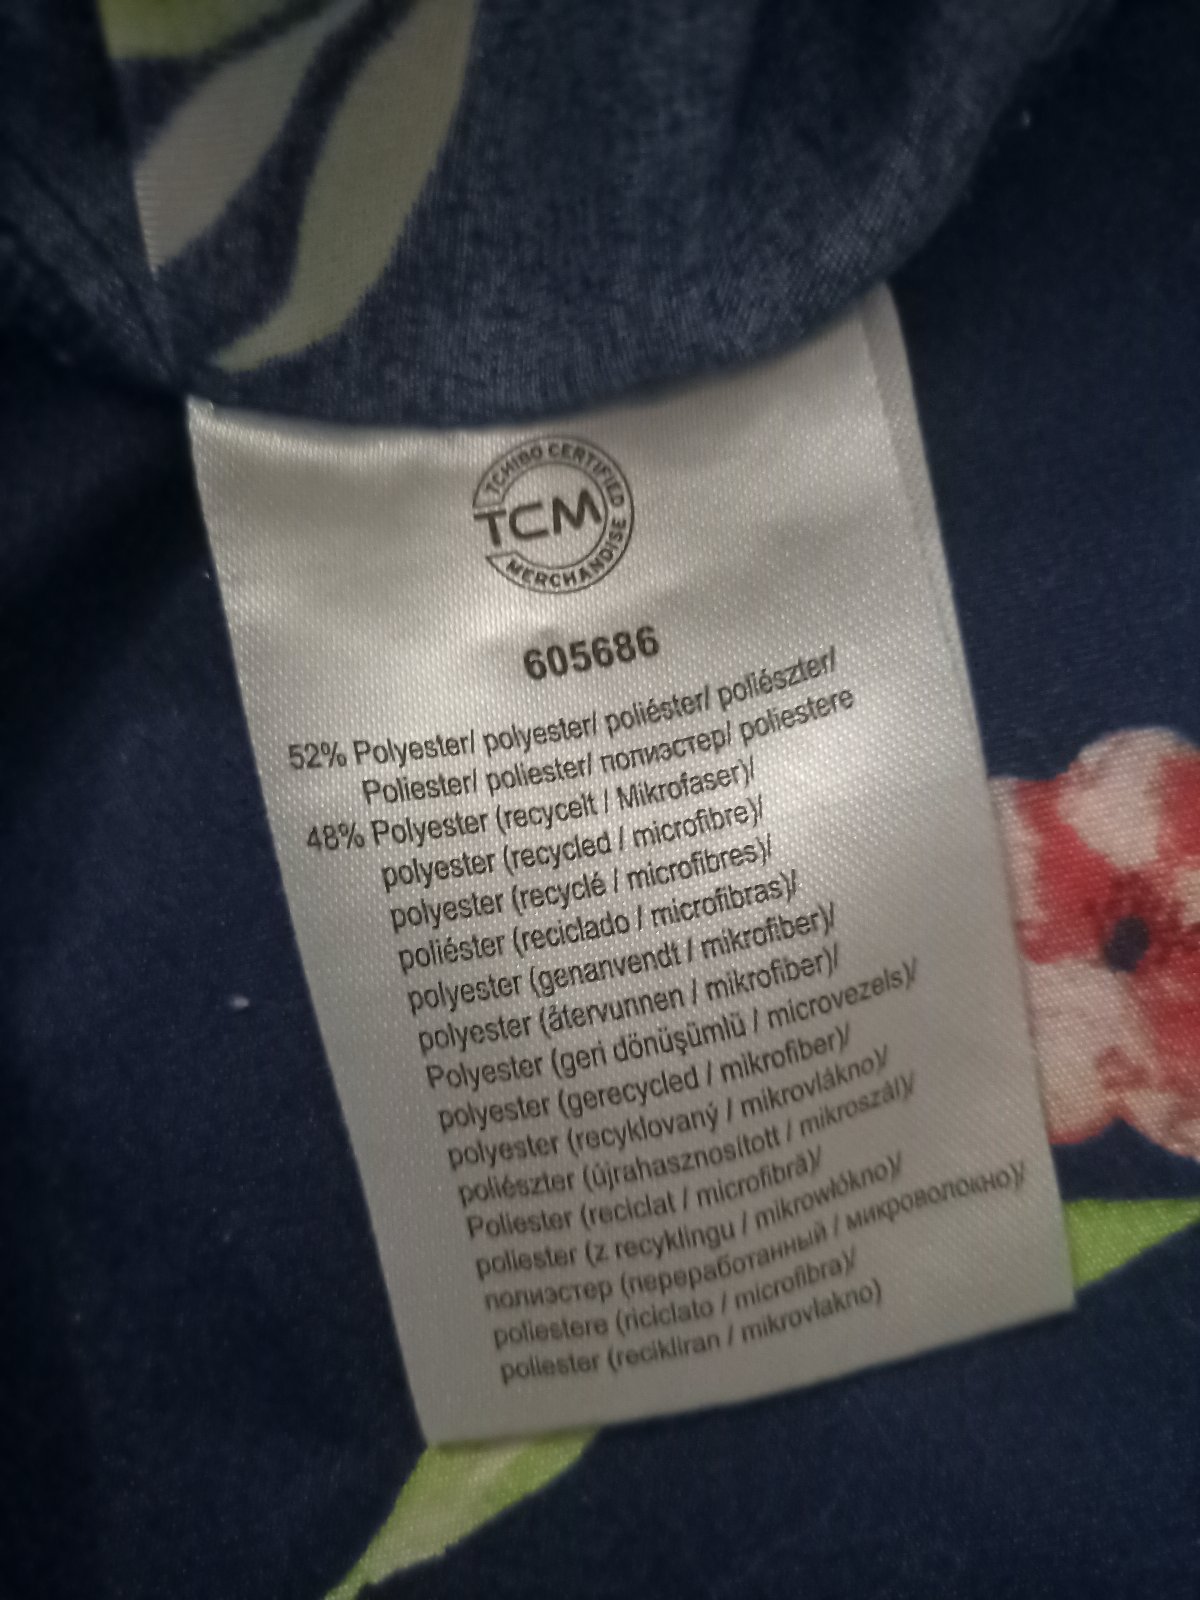 TCHIBO CERTIFIED
TCM
MERCHANDISE
605686
52% Polyester/ polyester/ poliéster/ poliészter/
Poliester/ poliester/ полиэстер/ poliestere
48% Polyester (recycelt / Mikrofaser)/
polyester (recycled / microfibre)/
polyester (recyclé / microfibres)/
poliéster (reciclado / microfibras)/
polyester (genanvendt / mikrofiber)/
polyester (återvunnen / mikrofiber)/
Polyester (geri dönüşümlü / microvezels)/
polyester (gerecycled / mikrofiber)/
polyester (recyklovaný / mikrovlákno)/
poliészter (újrahasznosított / mikroszál)/
Poliester (reciclat / microfibră)/
poliester (z recyklingu / mikrowłókno)/
полиэстер (переработанный / микроволокно)/
poliestere (riciclato / microfibra)/
poliester (recikliran / mikrovlakno)